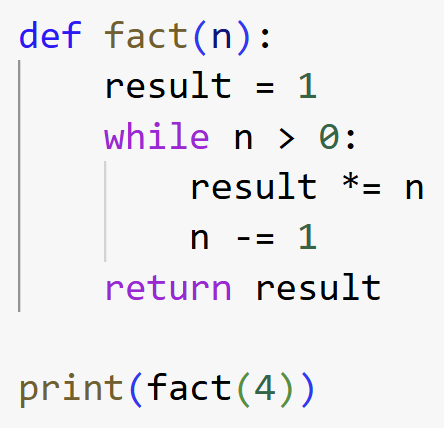 def fact(n):
    result = 1
    while n > 0:
        result *= n
        n -= 1
    return result

print(fact(4))